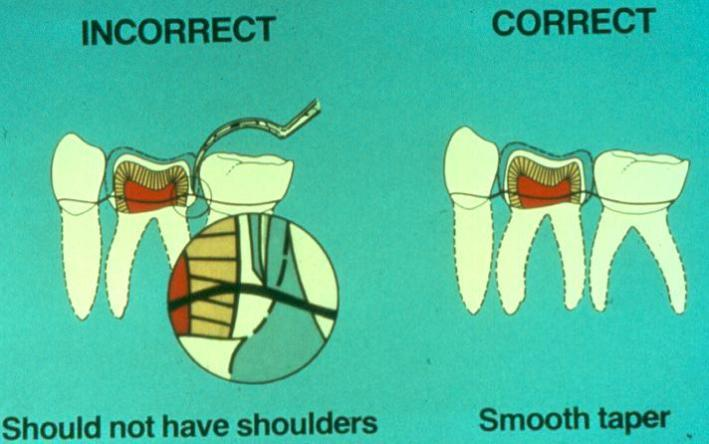 INCORRECT
CORRECT
Should not have shoulders
Smooth taper